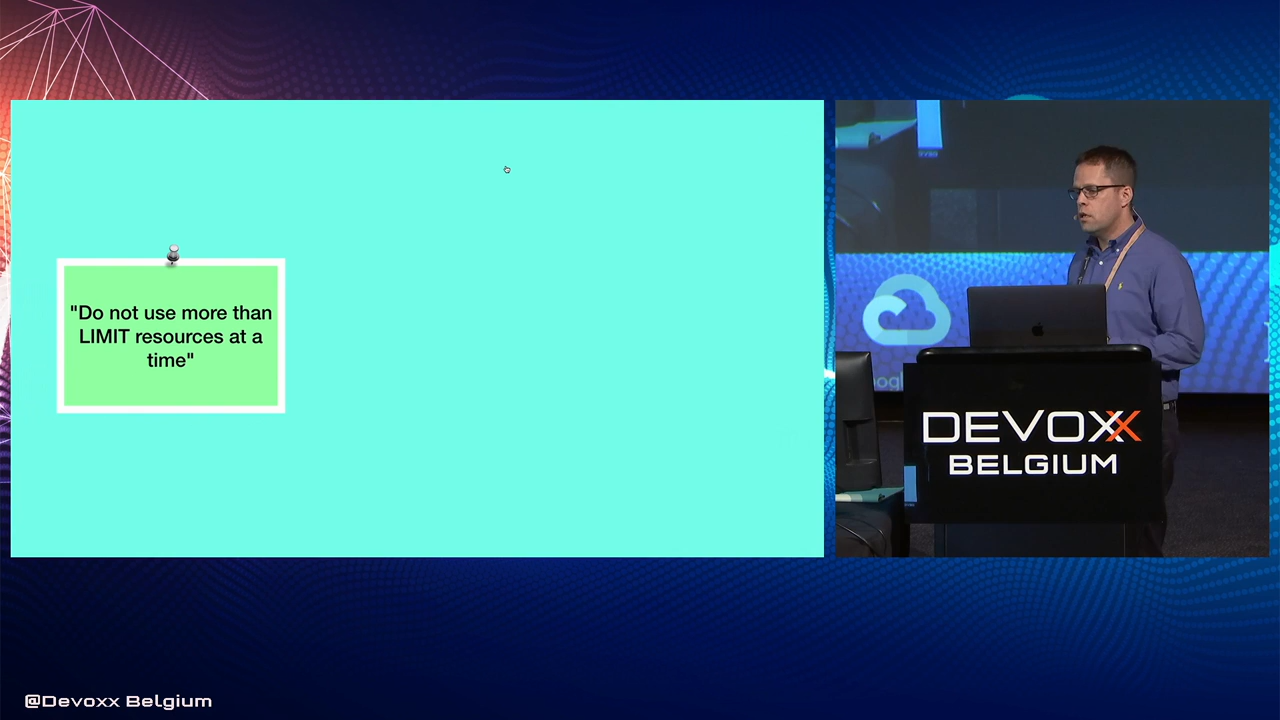 "Do not use more than
LIMIT resources at a
time"
DEVOXX
BELGIUM
@Devoxx Belgium